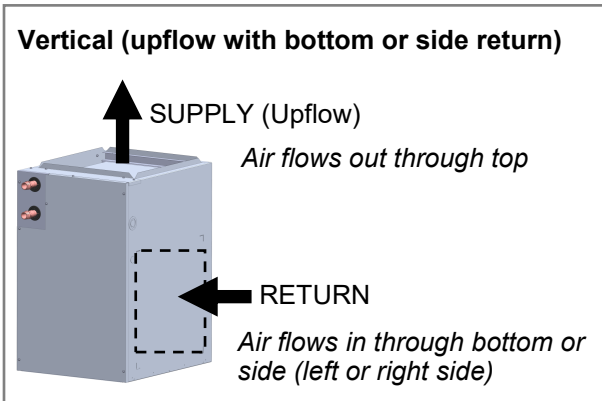 Vertical (upflow with bottom or side return)
SUPPLY (Upflow)
Air flows out through top
RETURN
Air flows in through bottom or
side (left or right side)